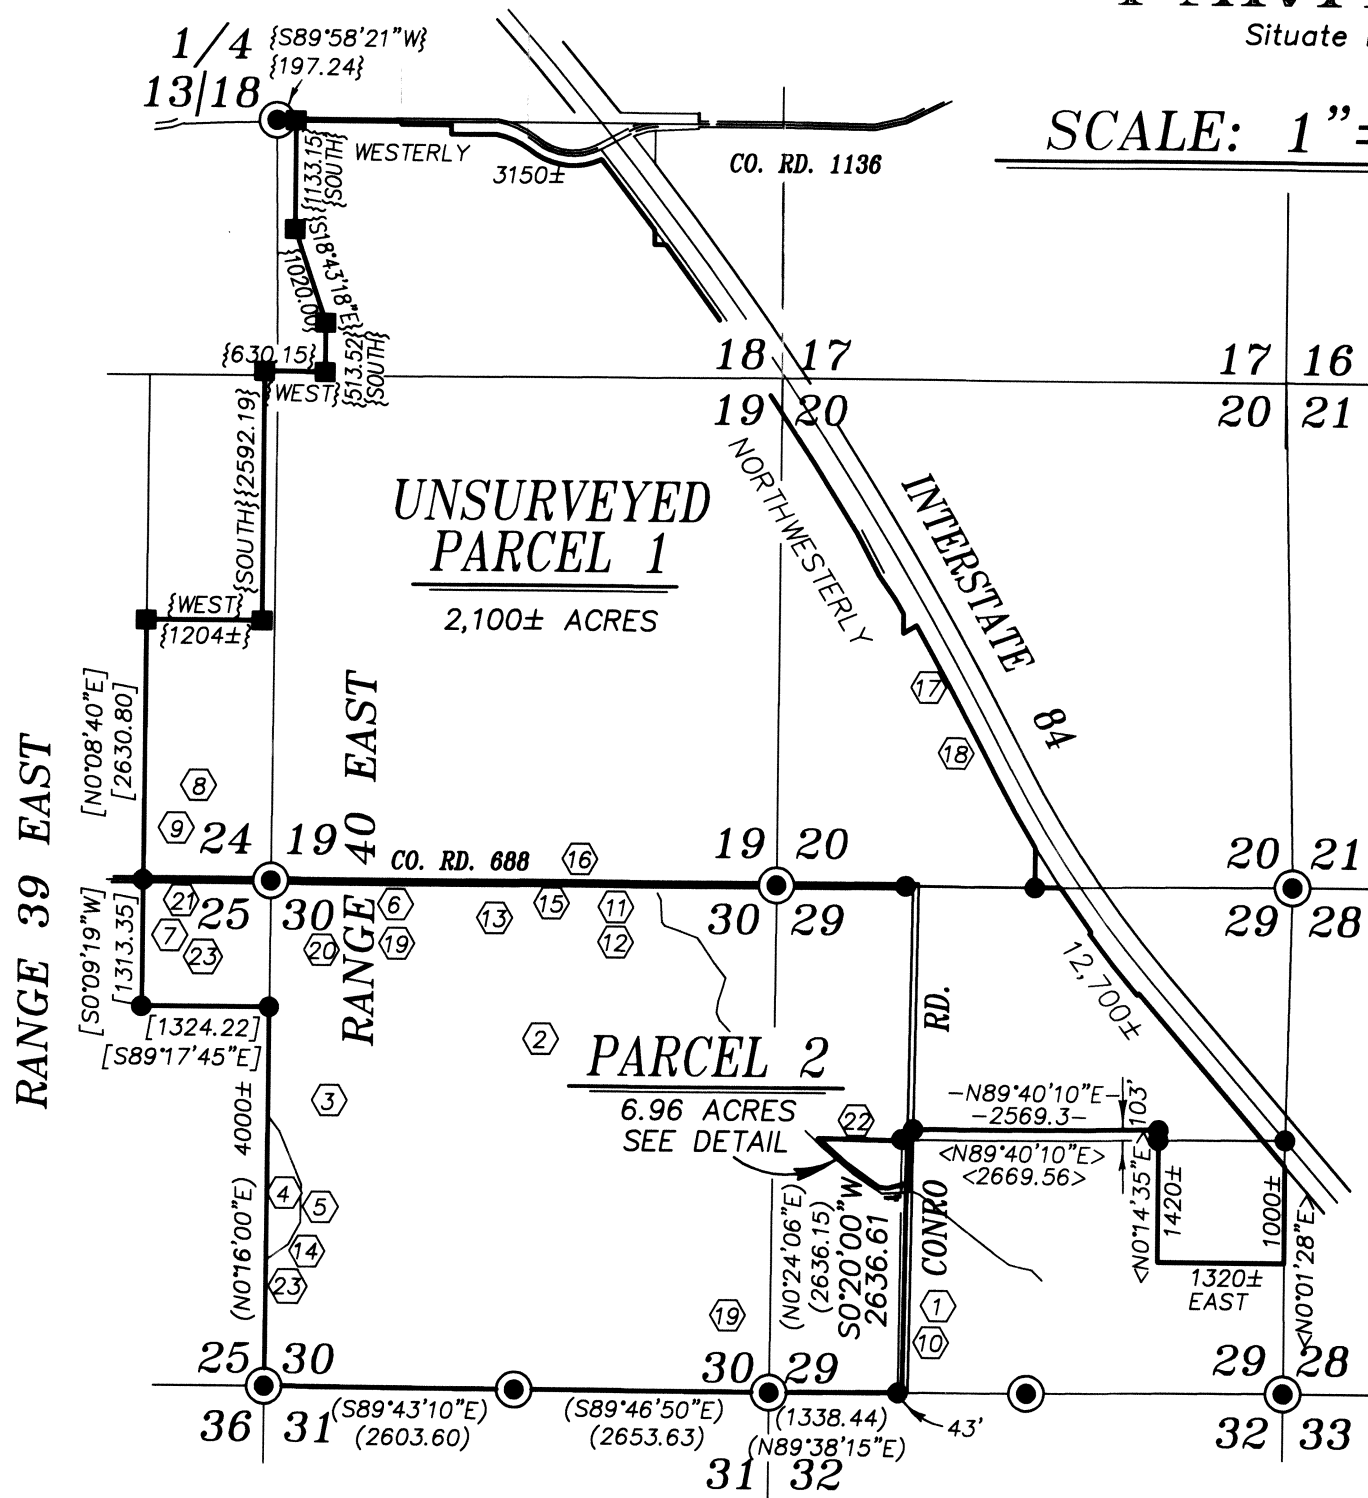 Situate
SCALE: 1"=
1/4
13|18
{S89°58'21"W}
{197.24}
WESTERLY
3150±
CO. RD. 1136
{1133.15}
{SOUTH}
{S18°43'18"E}
{1020.00}
{513.52}
{SOUTH}
{630.15}
{WEST}
18 17
19 20
17 16
20 21
{SOUTH}{2592.19}
UNSURVEYED
PARCEL 1
2,100± ACRES
NORTHWESTERLY
INTERSTATE 84
{WEST}
{1204±}
[N0°08'40"E]
[2630.80]
RANGE 39 EAST
RANGE 40 EAST
17
18
8
9
24 19
CO. RD. 688
16
19 20
20 21
25 30
30 29
29 28
21
7
23
20
6
19
13
15
11
12
[S0°09'19"W]
[1313.35]
[1324.22]
[S89°17'45"E]
12,700±
RD.
2
PARCEL 2
6.96 ACRES
SEE DETAIL
3
22
-N89°40'10"E-
-2569.3-
103'
<N89°40'10"E>
<2669.56>
(N0°16'00"E) 4000±
4
5
14
23
(N0°24'06"E)
(2636.15)
S0°20'00"W
2636.61
CONRO
<N0°14'35"E>
1420±
1000±
<N0°01'28"E>
1320±
EAST
19
1
10
25 30
36 31
30 29
31 32
29 28
32 33
(S89°43'10"E)
(2603.60)
(S89°46'50"E)
(2653.63)
(1338.44)
(N89°38'15"E)
43'